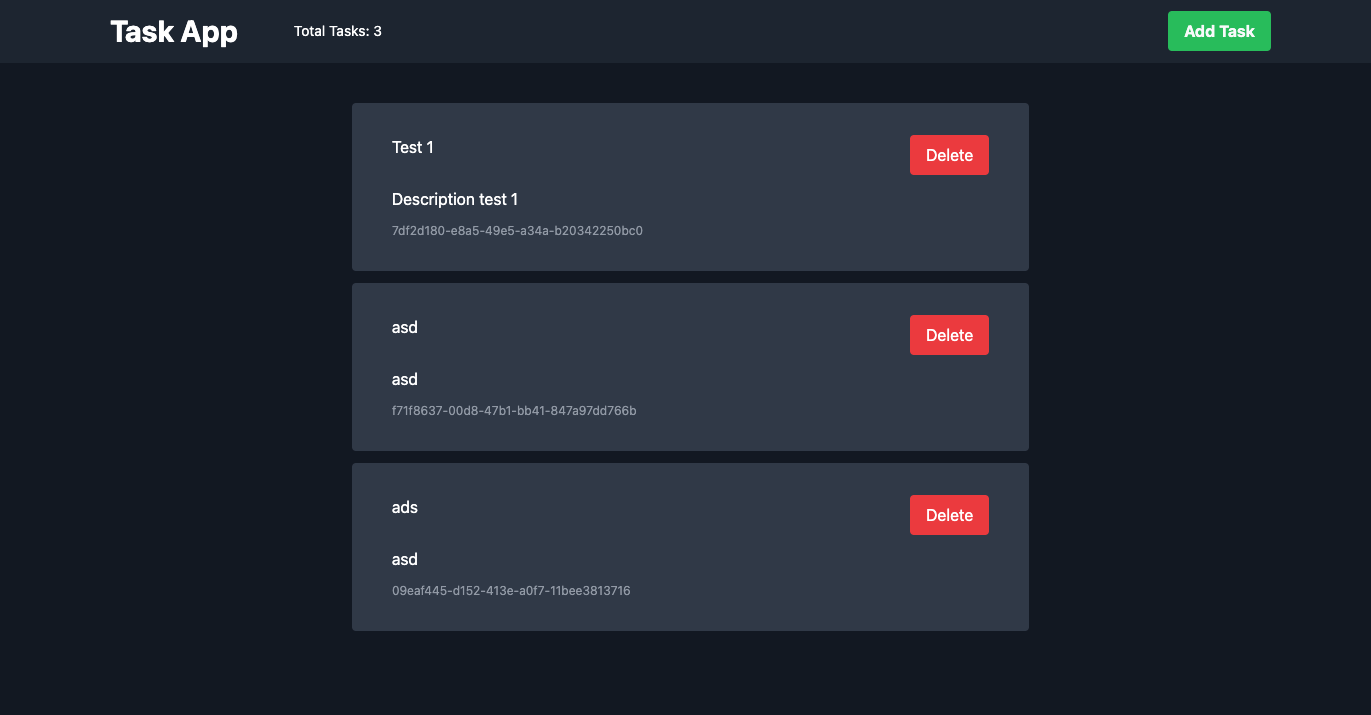 Task App
Total Tasks: 3
Add Task
Test 1
Delete
Description test 1
7df2d180-e8a5-49e5-a34a-b20342250bc0
asd
Delete
asd
f71f8637-00d8-47b1-bb41-847a97dd766b
ads
Delete
asd
09eaf445-d152-413e-a0f7-11bee3813716